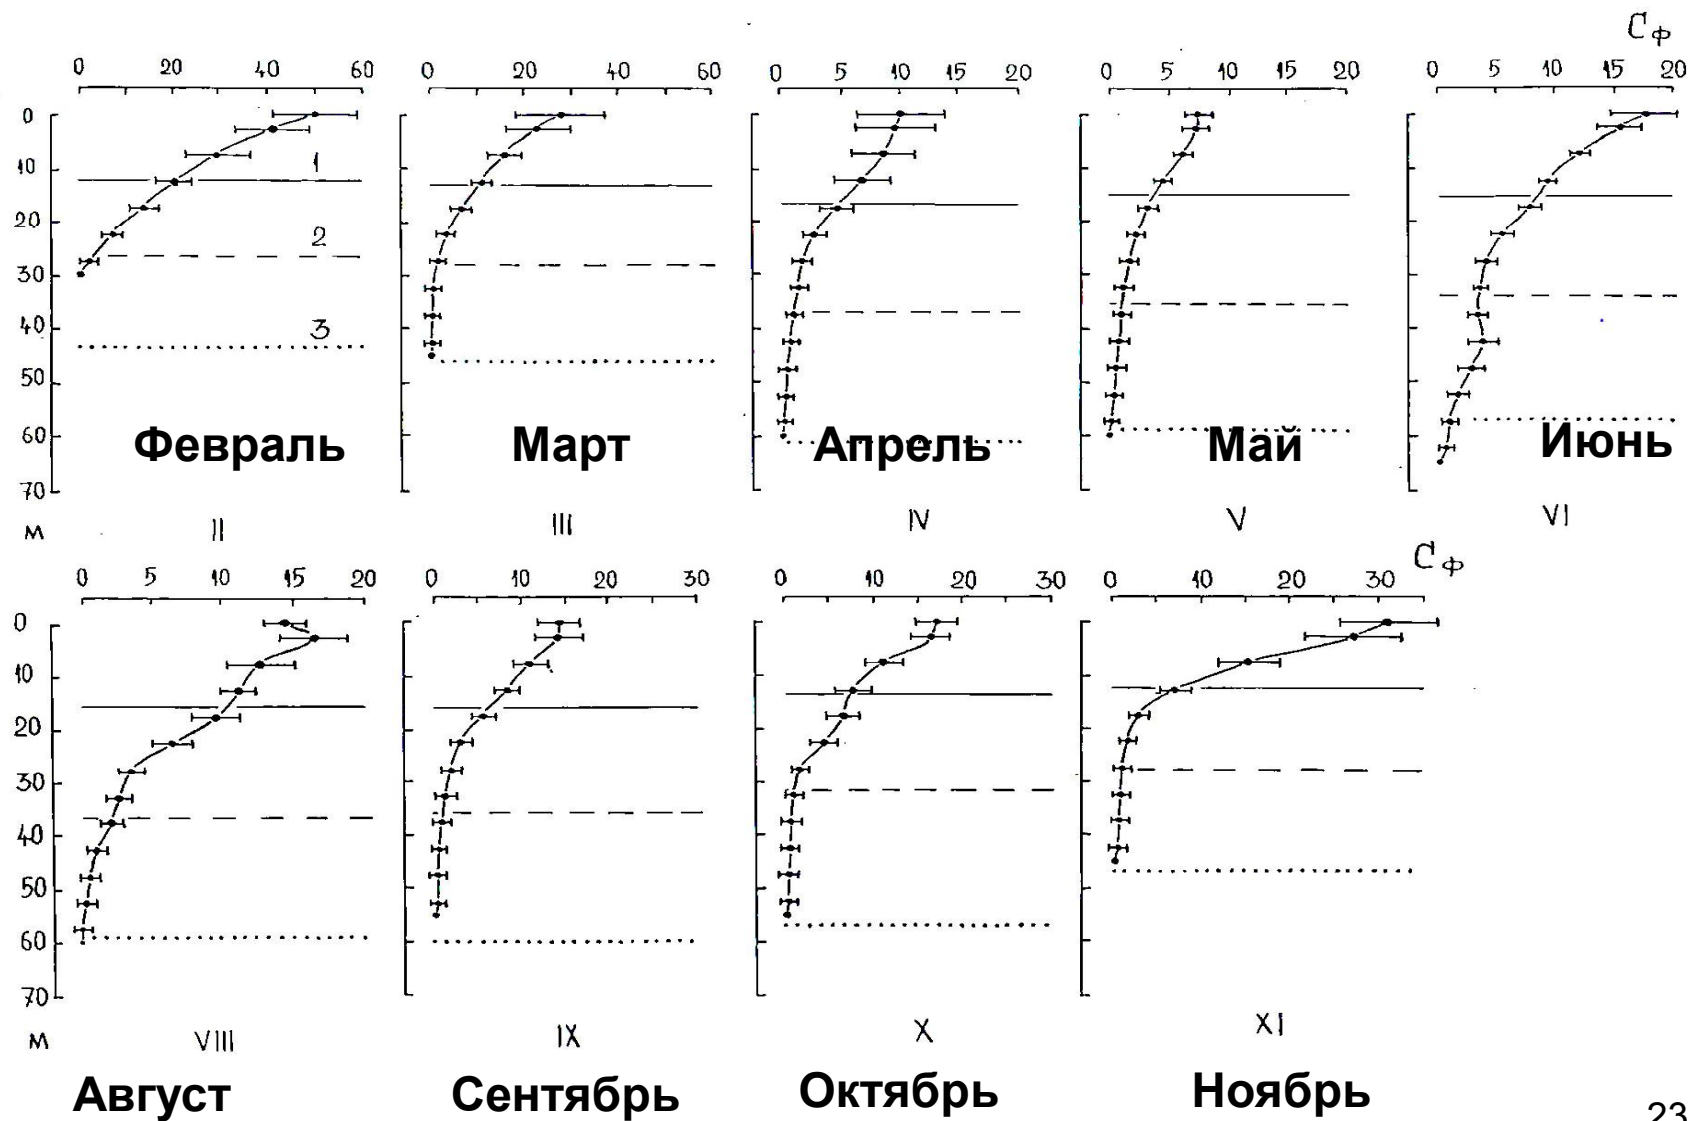 Cф
0 20 40 60 0 20 40 60 0 5 10 15 20 0 5 10 15 20 0 5 10 15 20
0
10
20
30
40
50
60
70
1
2
3
Февраль Март Апрель Май Июнь
м II III IV V VI
Cф
0 5 10 15 20 0 10 20 30 0 10 20 30 0 10 20 30
0
10
20
30
40
50
60
70
м VIII IX X XI
Август Сентябрь Октябрь Ноябрь
23